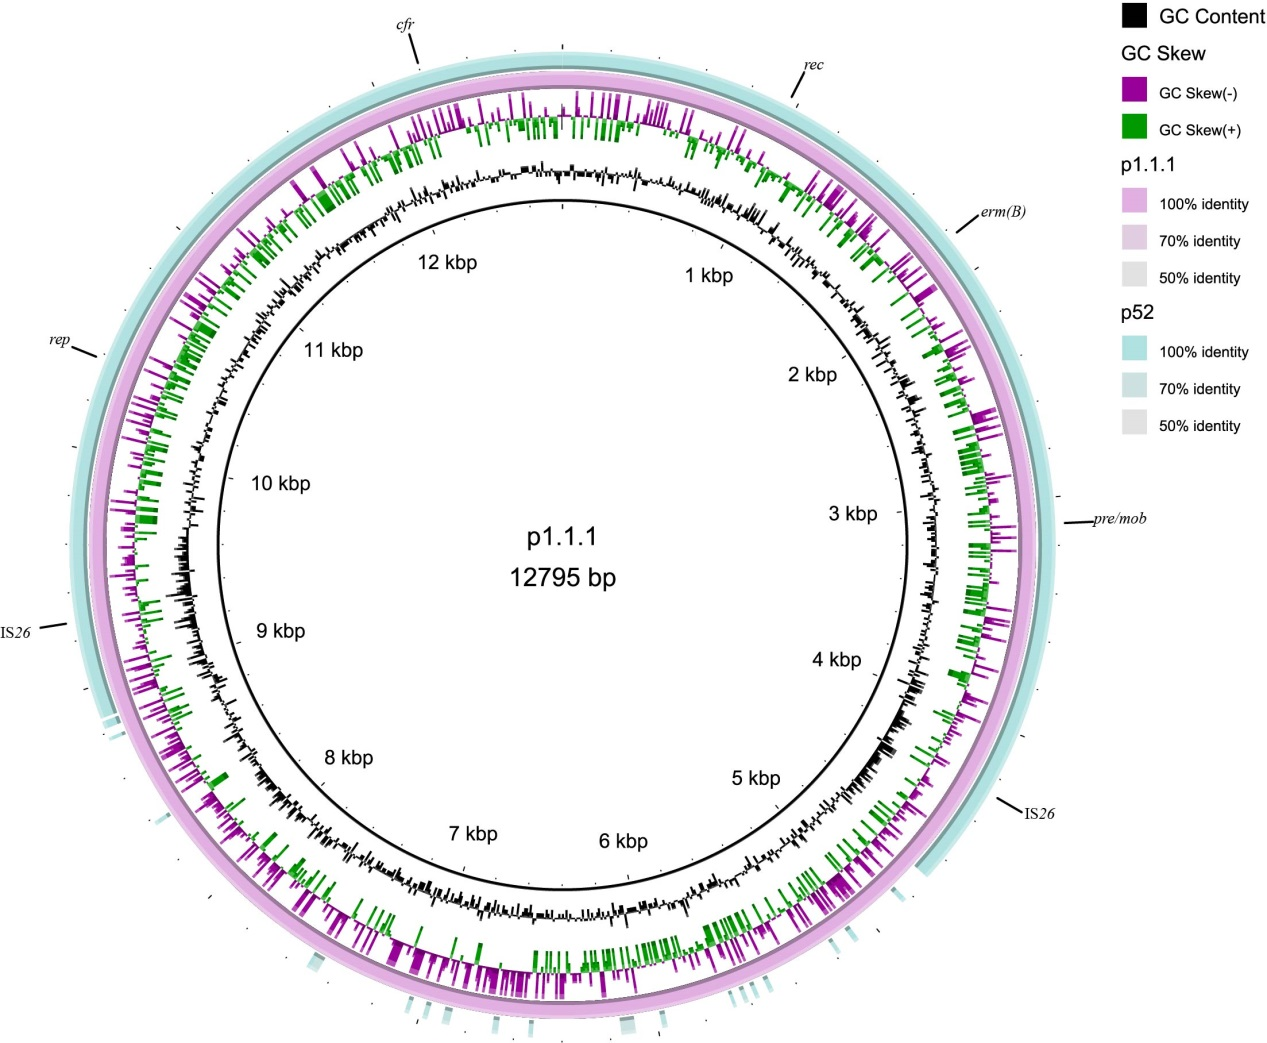 cfr
rec
erm(B)
rep
pre/mob
IS26
IS26
12 kbp
1 kbp
11 kbp
2 kbp
10 kbp
3 kbp
9 kbp
4 kbp
8 kbp
5 kbp
7 kbp
6 kbp
p1.1.1
12795 bp
GC Content
GC Skew
GC Skew(-)
GC Skew(+)
p1.1.1
100% identity
70% identity
50% identity
p52
100% identity
70% identity
50% identity